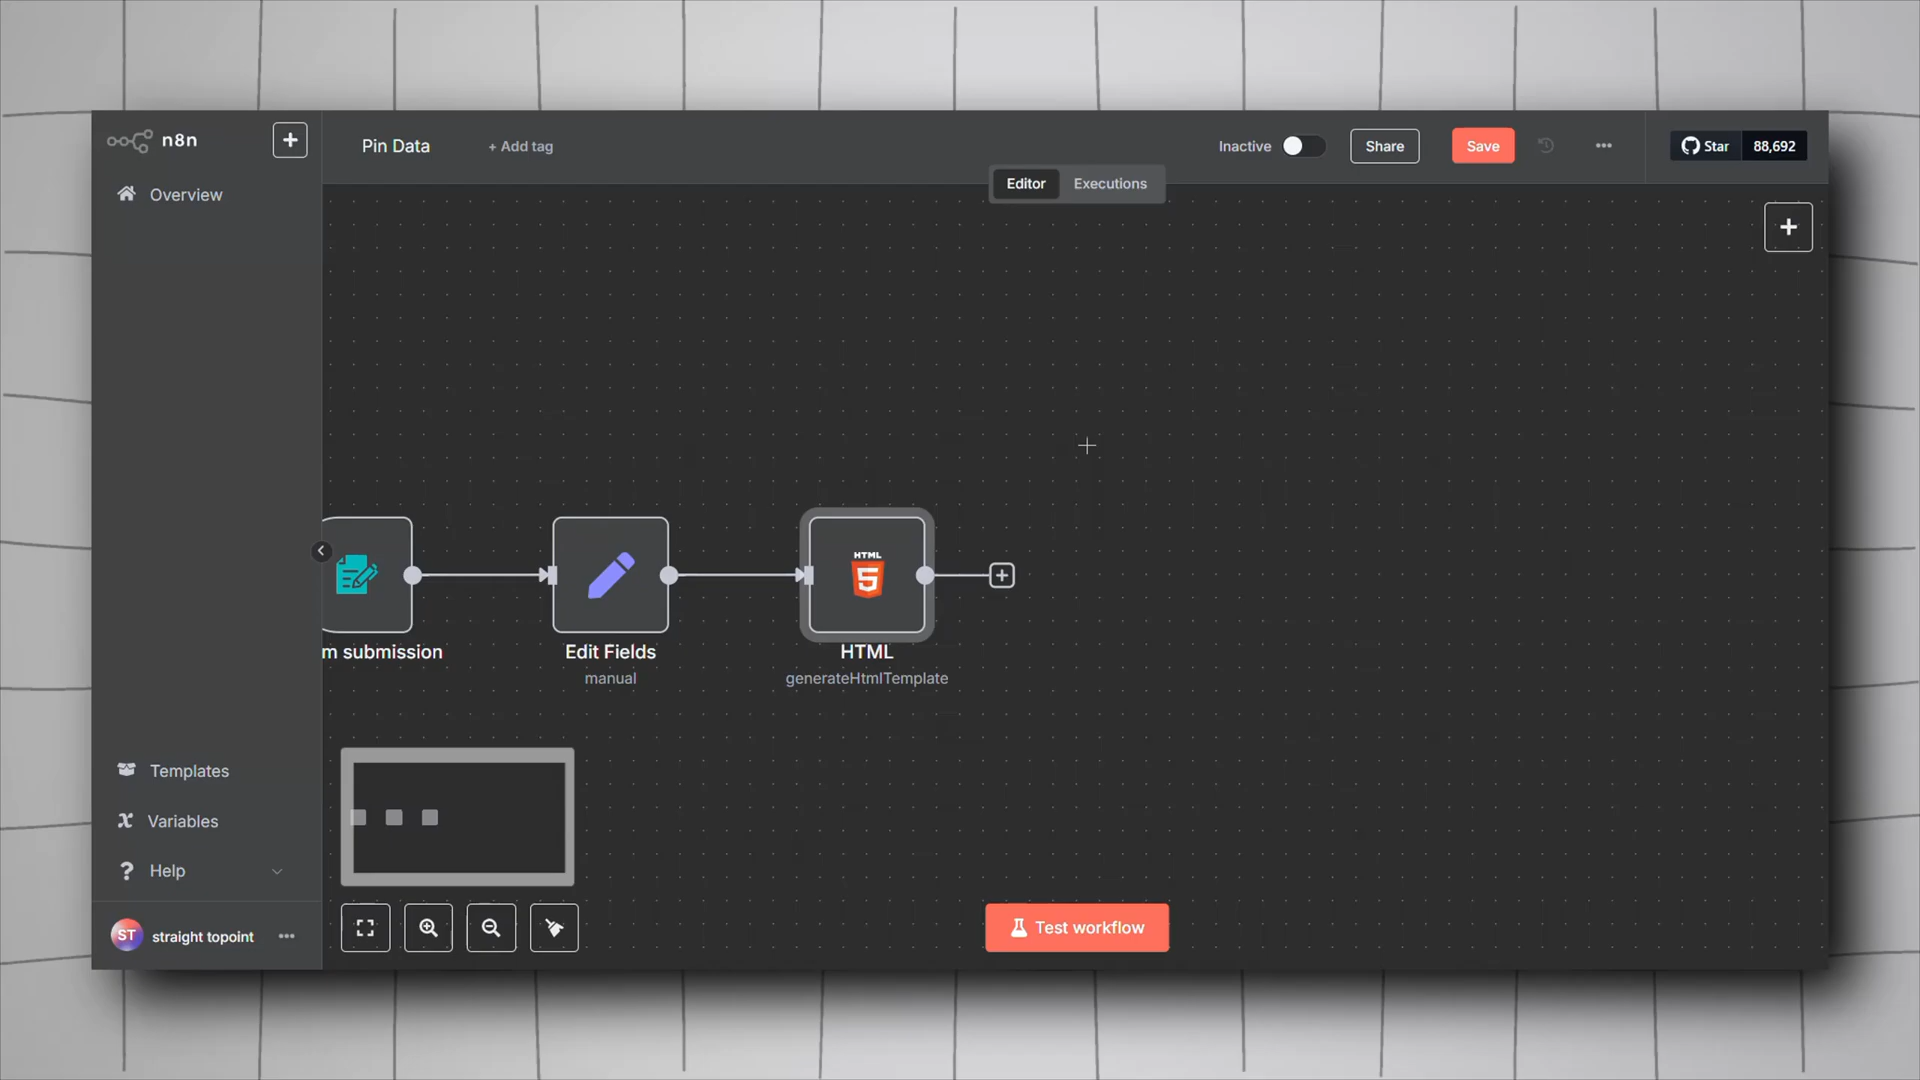 n8n
Pin Data
+ Add tag
Inactive
Share
Save
Star
88,692
Editor
Executions
Overview
m submission
Edit Fields
manual
HTML
HTML
generateHtmlTemplate
Templates
Variables
Help
ST
straight topoint
Test workflow